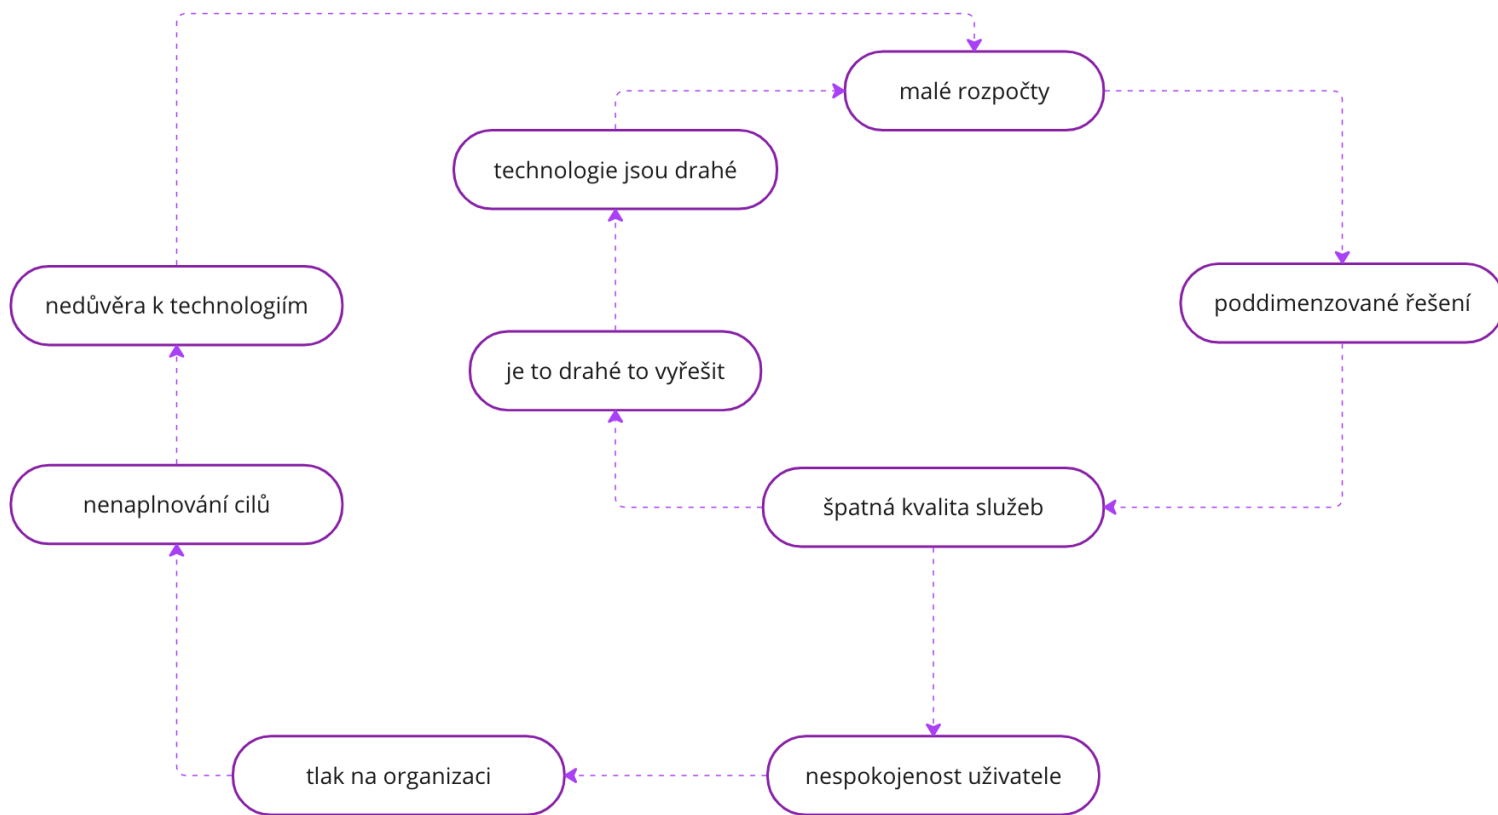 malé rozpočty
technologie jsou drahé
nedůvěra k technologiím
poddimenzované řešení
je to drahé to vyřešit
nenaplnování cílů
špatná kvalita služeb
tlak na organizaci
nespokojenost uživatele